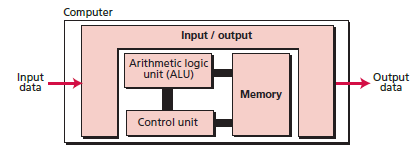 Computer
Input / output
Arithmetic logic
unit (ALU)
Input
data
Memory
Output
data
Control unit